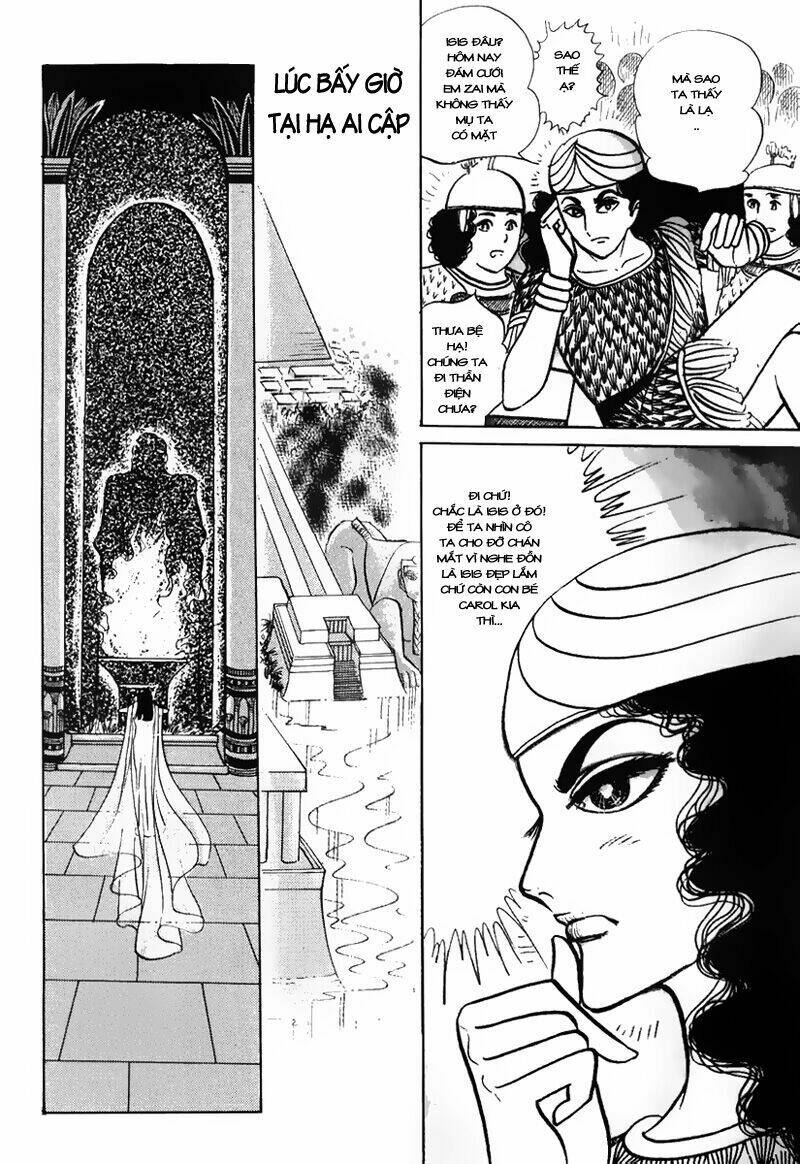 MÀ SAO
TA THẤY
LÀ LẠ
..
SAO
THẾ
Ạ?
ISIS ĐÂU?
HÔM NAY
ĐÁM CƯỚI
EM ZAI MÀ
KHÔNG THẤY
MỤ TA
CÓ MẶT
THƯA BỆ
HẠ!
CHÚNG TA
ĐI THẦN
ĐIỆN
CHƯA?
ĐI CHỨ!
CHẮC LÀ ISIS Ở ĐÓ!
ĐỂ TA NHÌN CÔ
TA CHO ĐỠ CHÁN
MẮT VÌ NGHE ĐỒN
LÀ ISIS ĐẸP LẮM
CHỨ CÒN CON BÉ
CAROL KIA
THÌ...
LÚC BẤY GIỜ
TẠI HẠ AI CẬP